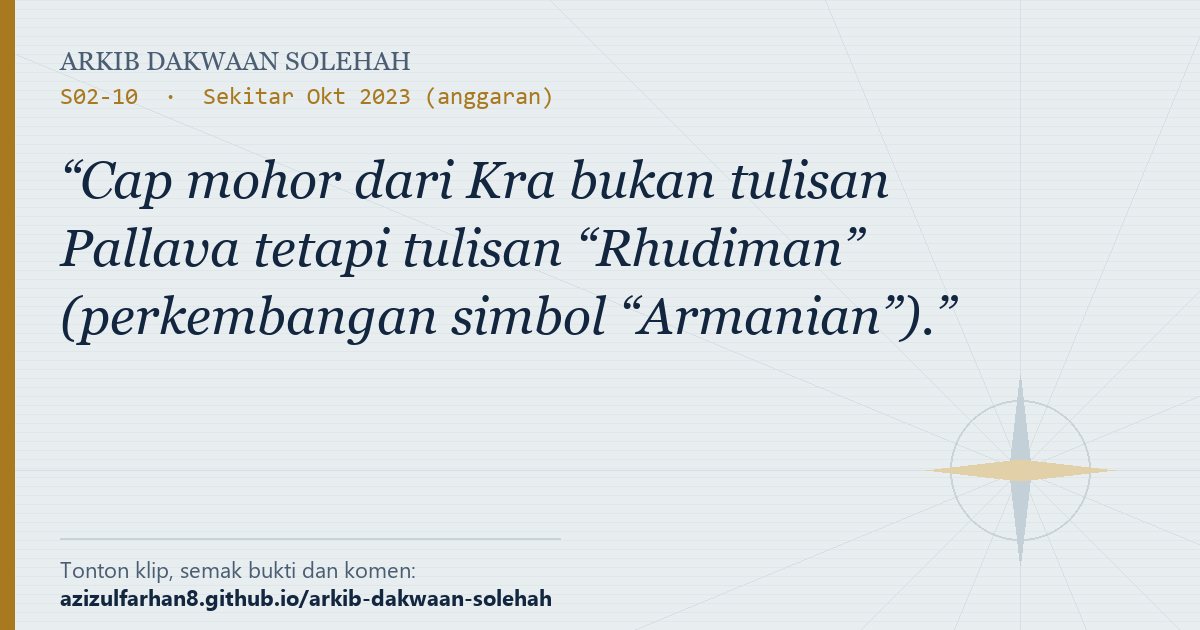 ARKIB DAKWAAN SOLEHAH
S02-10 · Sekitar Okt 2023 (anggaran)
“Cap mohor dari Kra bukan tulisan
Pallava tetapi tulisan “Rhudiman”
(perkembangan simbol “Armanian”).”
Tonton klip, semak bukti dan komen:
azizulfarhan8.github.io/arkib-dakwaan-solehah